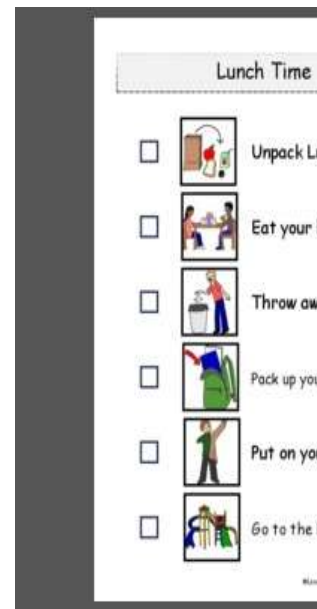 Lunch Time
Unpack L
Eat your
Throw aw
Pack up you
Put on yo
Go to the